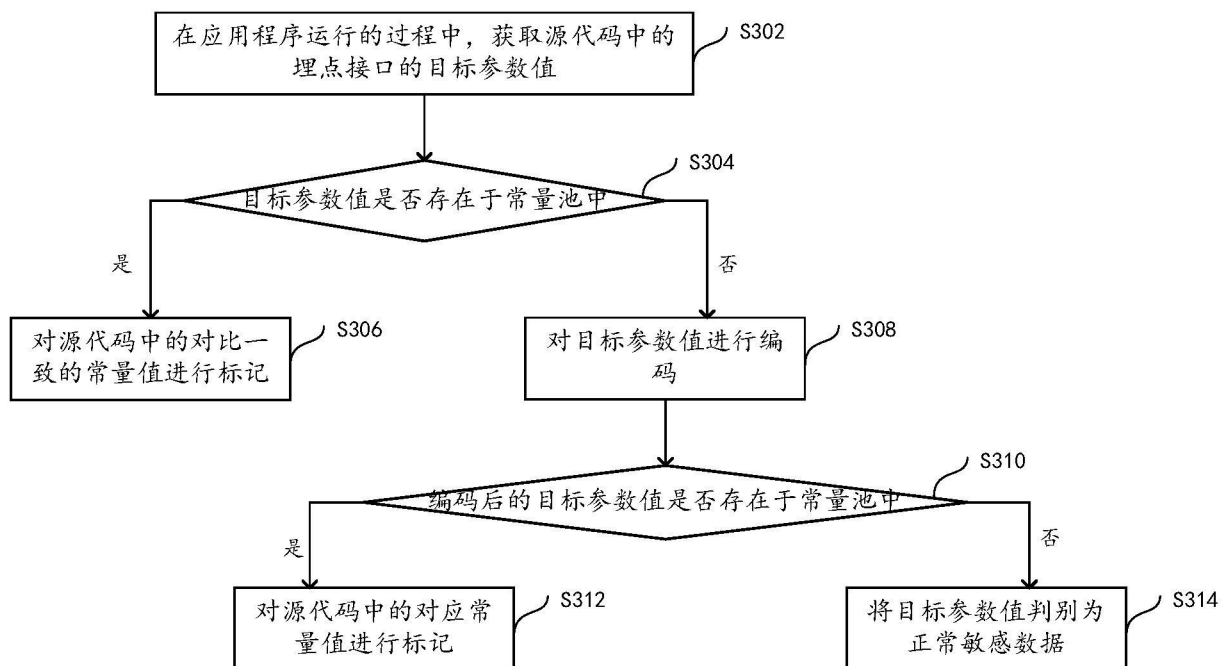 在应用程序运行的过程中，获取源代码中的
埋点接口的目标参数值
S302
S304
目标参数值是否存在于常量池中
是
否
对源代码中的对比一
致的常量值进行标记
S306
对目标参数值进行编
码
S308
S310
编码后的目标参数值是否存在于常量池中
是
否
对源代码中的对应常
量值进行标记
S312
将目标参数值判别为
正常敏感数据
S314